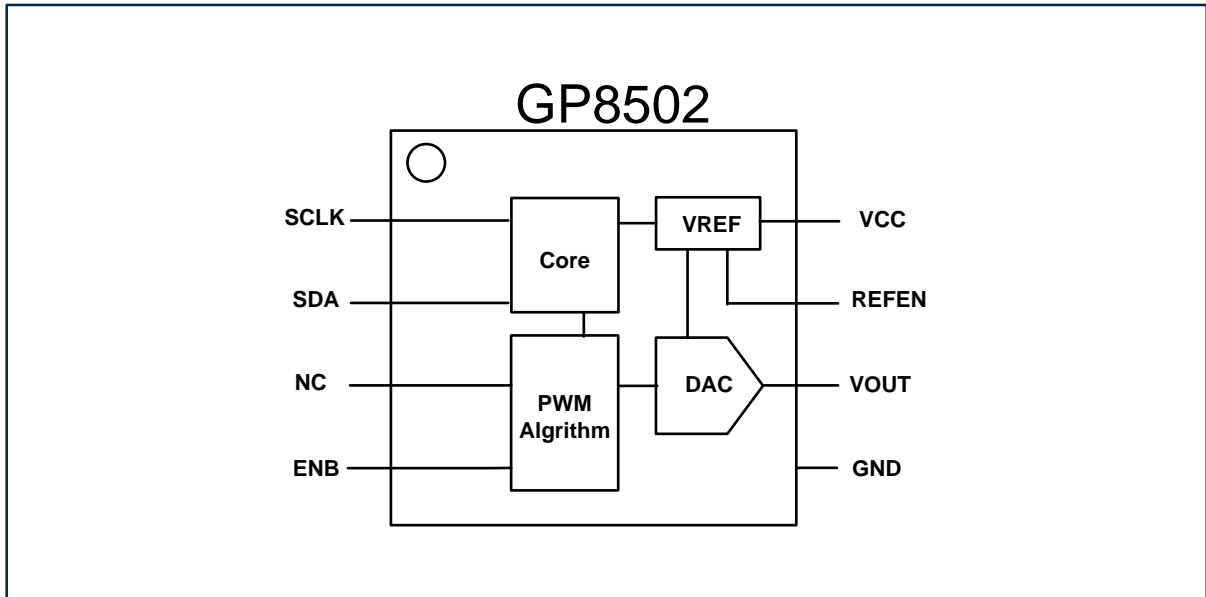 GP8502
SCLK
SDA
NC
ENB
Core
PWM
Algrithm
VREF
DAC
VCC
REFEN
VOUT
GND